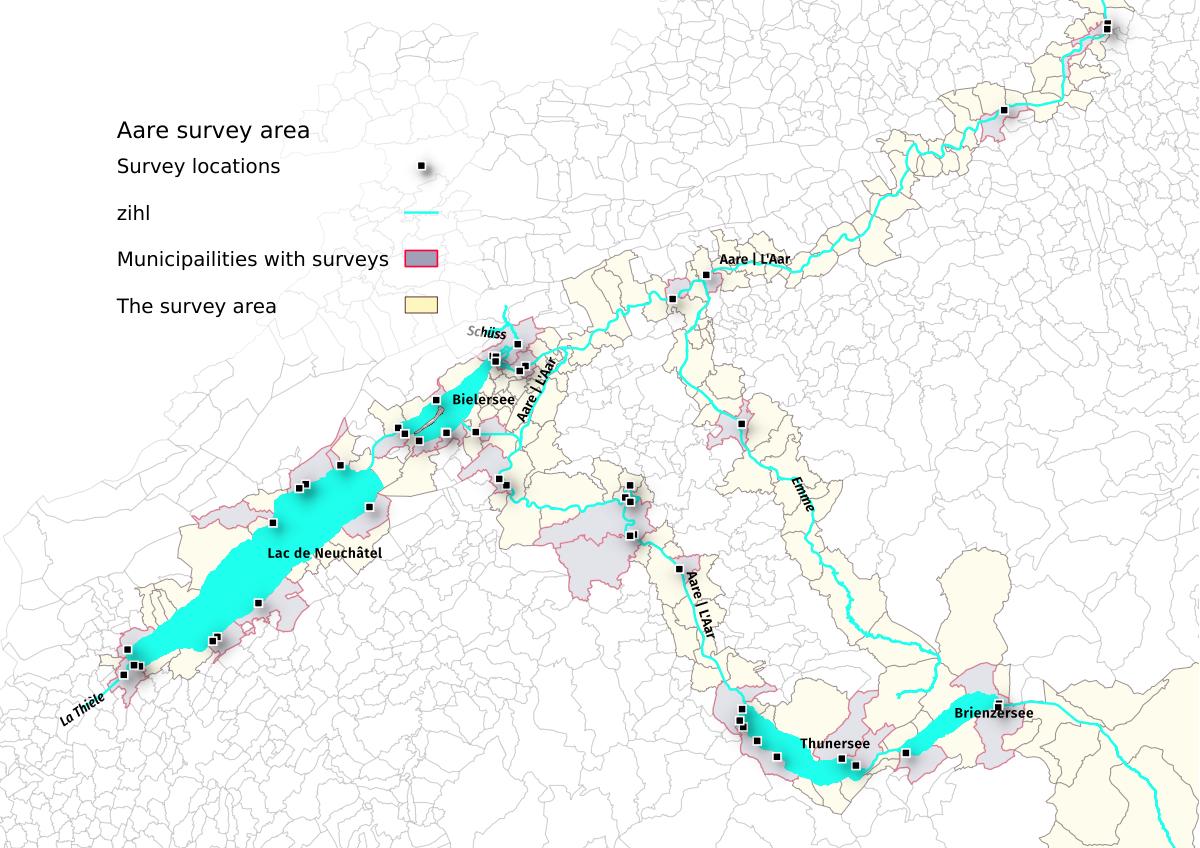 Aare survey area
Survey locations
zihl
Municipailities with surveys
The survey area
Aare | L'Aar
Schüss
Bielersee
Aare | L'Aar
Emme
Lac de Neuchâtel
Aare | L'Aar
La Thièle
Brienzersee
Thunersee